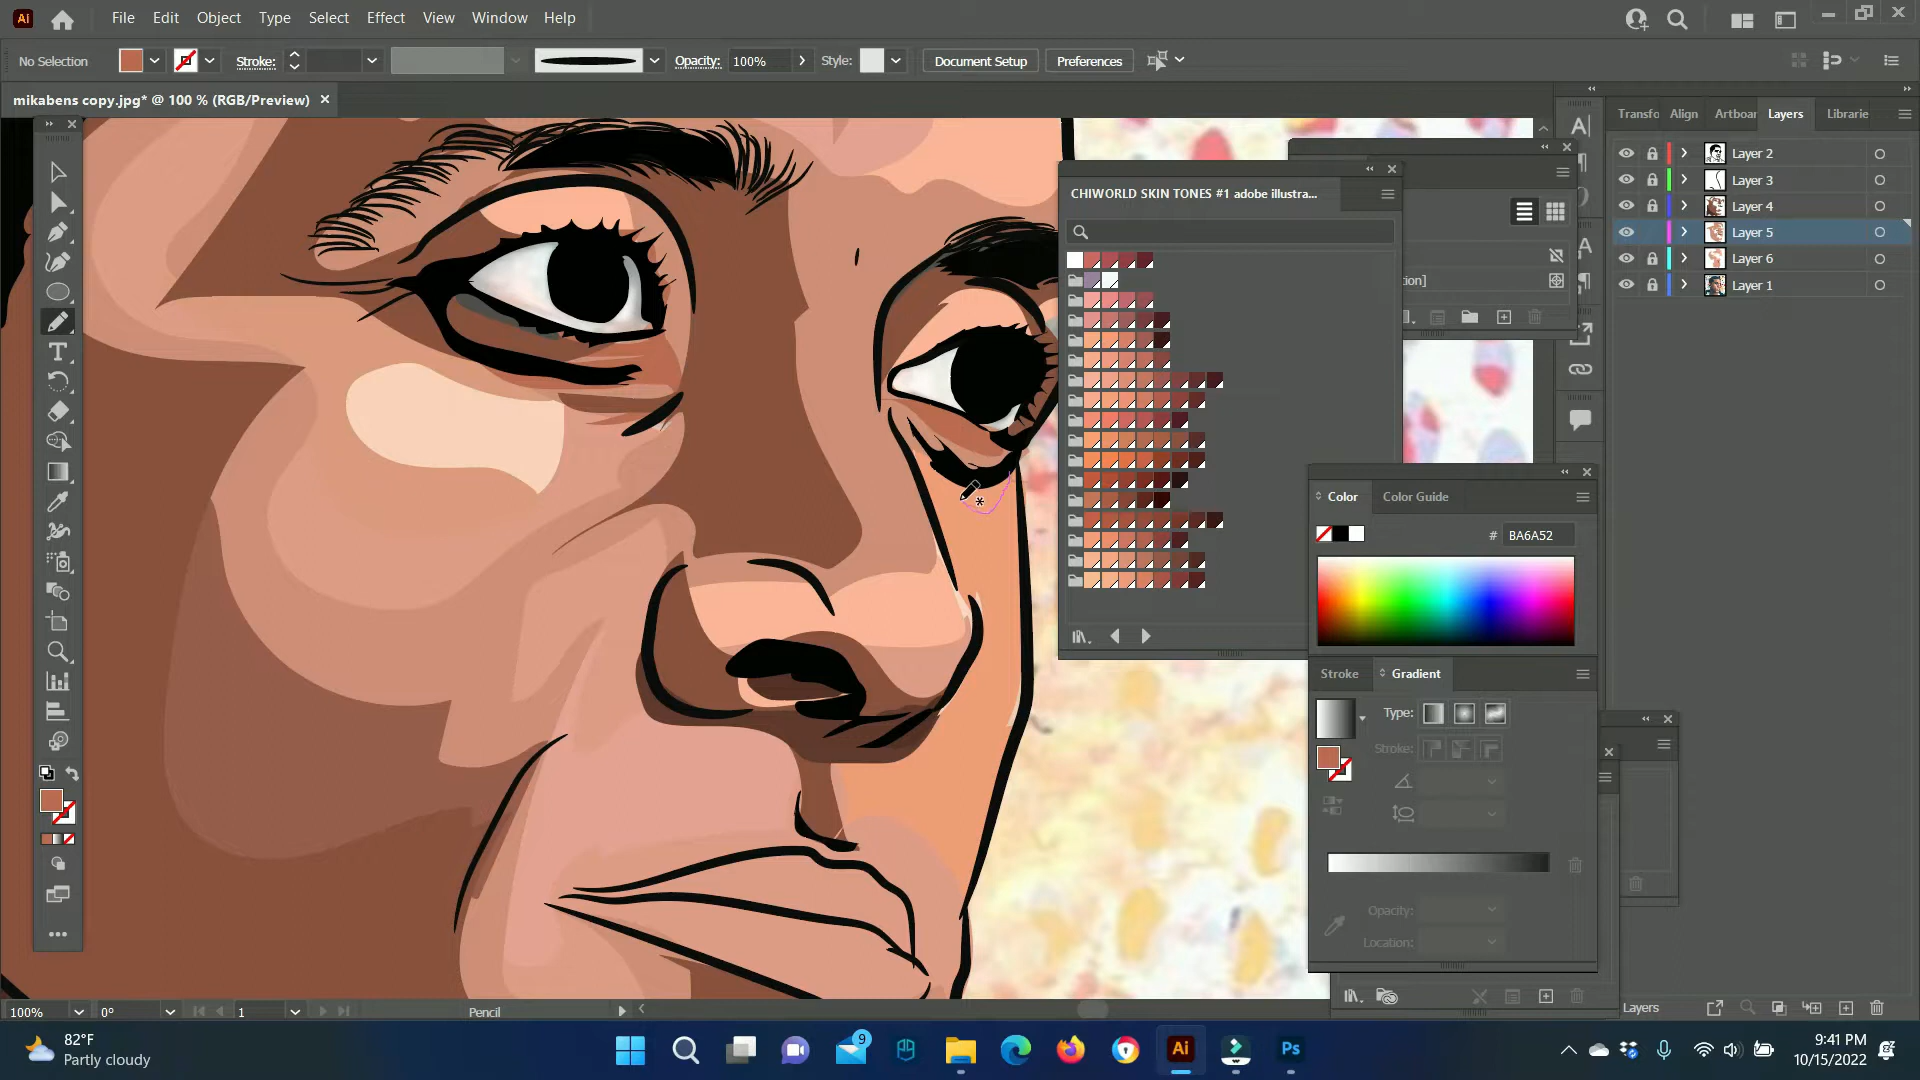 Ai File Edit Object Type Select Effect View Window Help
No Selection Stroke: Opacity: 100% Style: Document Setup Preferences
mikabens copy.jpg* @ 100 % (RGB/Preview)
Transfo Align Artboar Layers Librarie
Layer 2
Layer 3
Layer 4
Layer 5
Layer 6
Layer 1
CHIWORLD SKIN TONES #1 adobe illustra...
tion]
Color Color Guide
# BA6A52
Stroke Gradient
Type:
Stroke:
Opacity:
Location:
100% 0° 1 Pencil
Layers
82°F
Partly cloudy
9
Ai
Ps
9:41 PM
10/15/2022